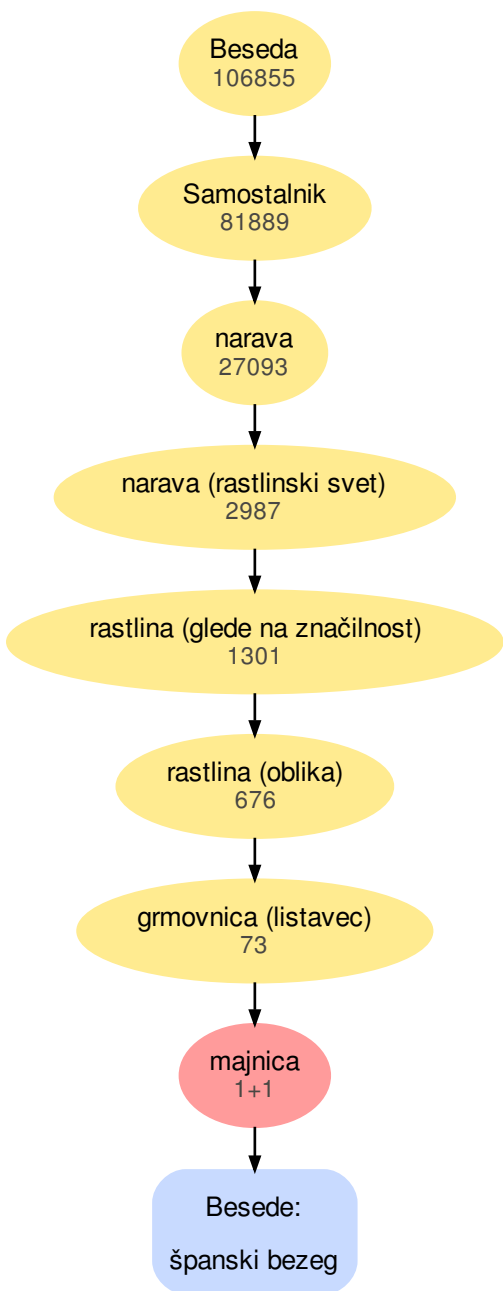 Beseda
106855
Samostalnik
81889
narava
27093
narava (rastlinski svet)
2987
rastlina (glede na značilnost)
1301
rastlina (oblika)
676
grmovnica (listavec)
73
majnica
1+1
Besede:
španski bezeg